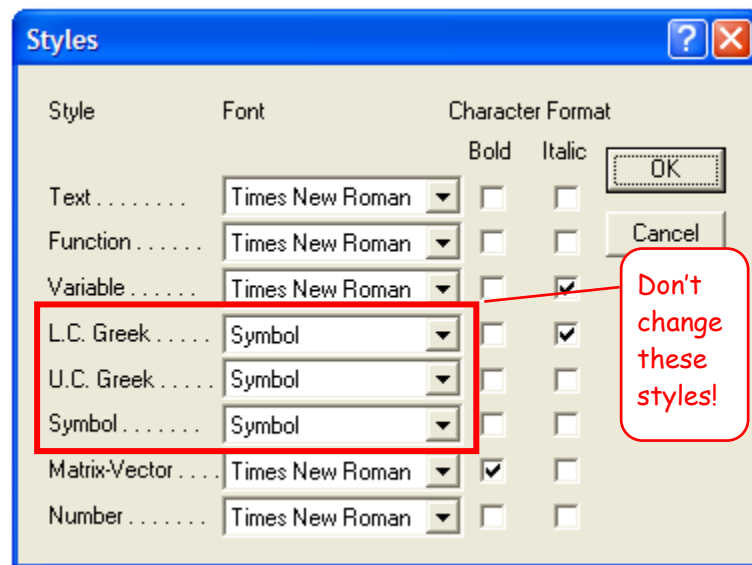 Styles
Style Font Character Format
Bold Italic
OK
Text . . . . . . . . Times New Roman
Cancel
Function . . . . . . Times New Roman
Variable . . . . . . Times New Roman
L.C. Greek . . . . . Symbol
U.C. Greek . . . . . Symbol
Symbol . . . . . . . Symbol
Matrix-Vector . . . . Times New Roman
Number . . . . . . . Times New Roman
Don't
change
these
styles!